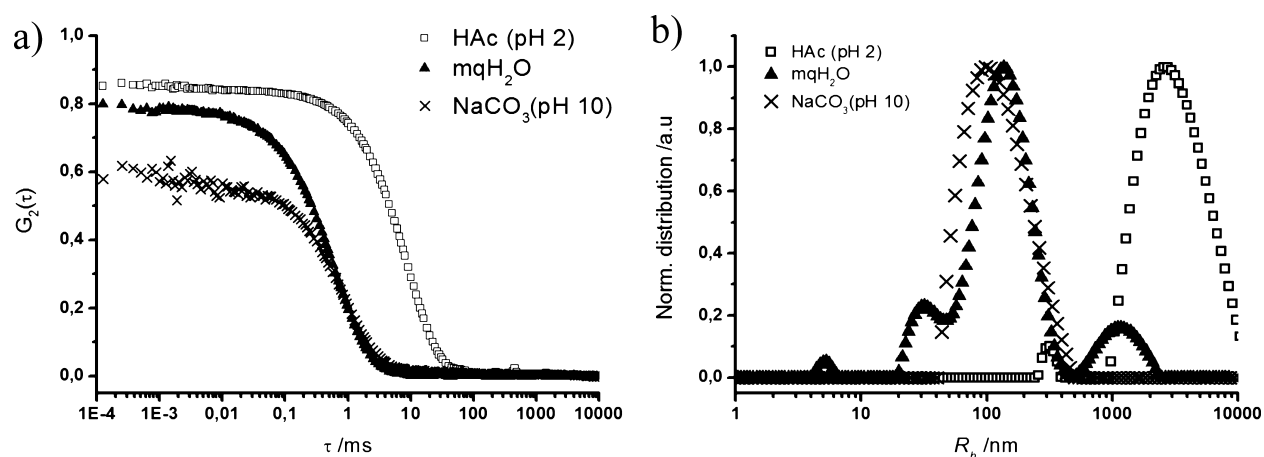 a)
HAc (pH 2)
mqH₂O
NaCO₃(pH 10)
1,0
0,8
0,6
0,4
0,2
0,0
G₂(τ)
1E-4 1E-3 0,01 0,1 1 10 100 1000 10000
τ /ms
b)
HAc (pH 2)
mqH₂O
NaCO₃(pH 10)
1,0
0,8
0,6
0,4
0,2
0,0
Norm. distribution /a.u
1 10 100 1000 10000
Rₕ /nm